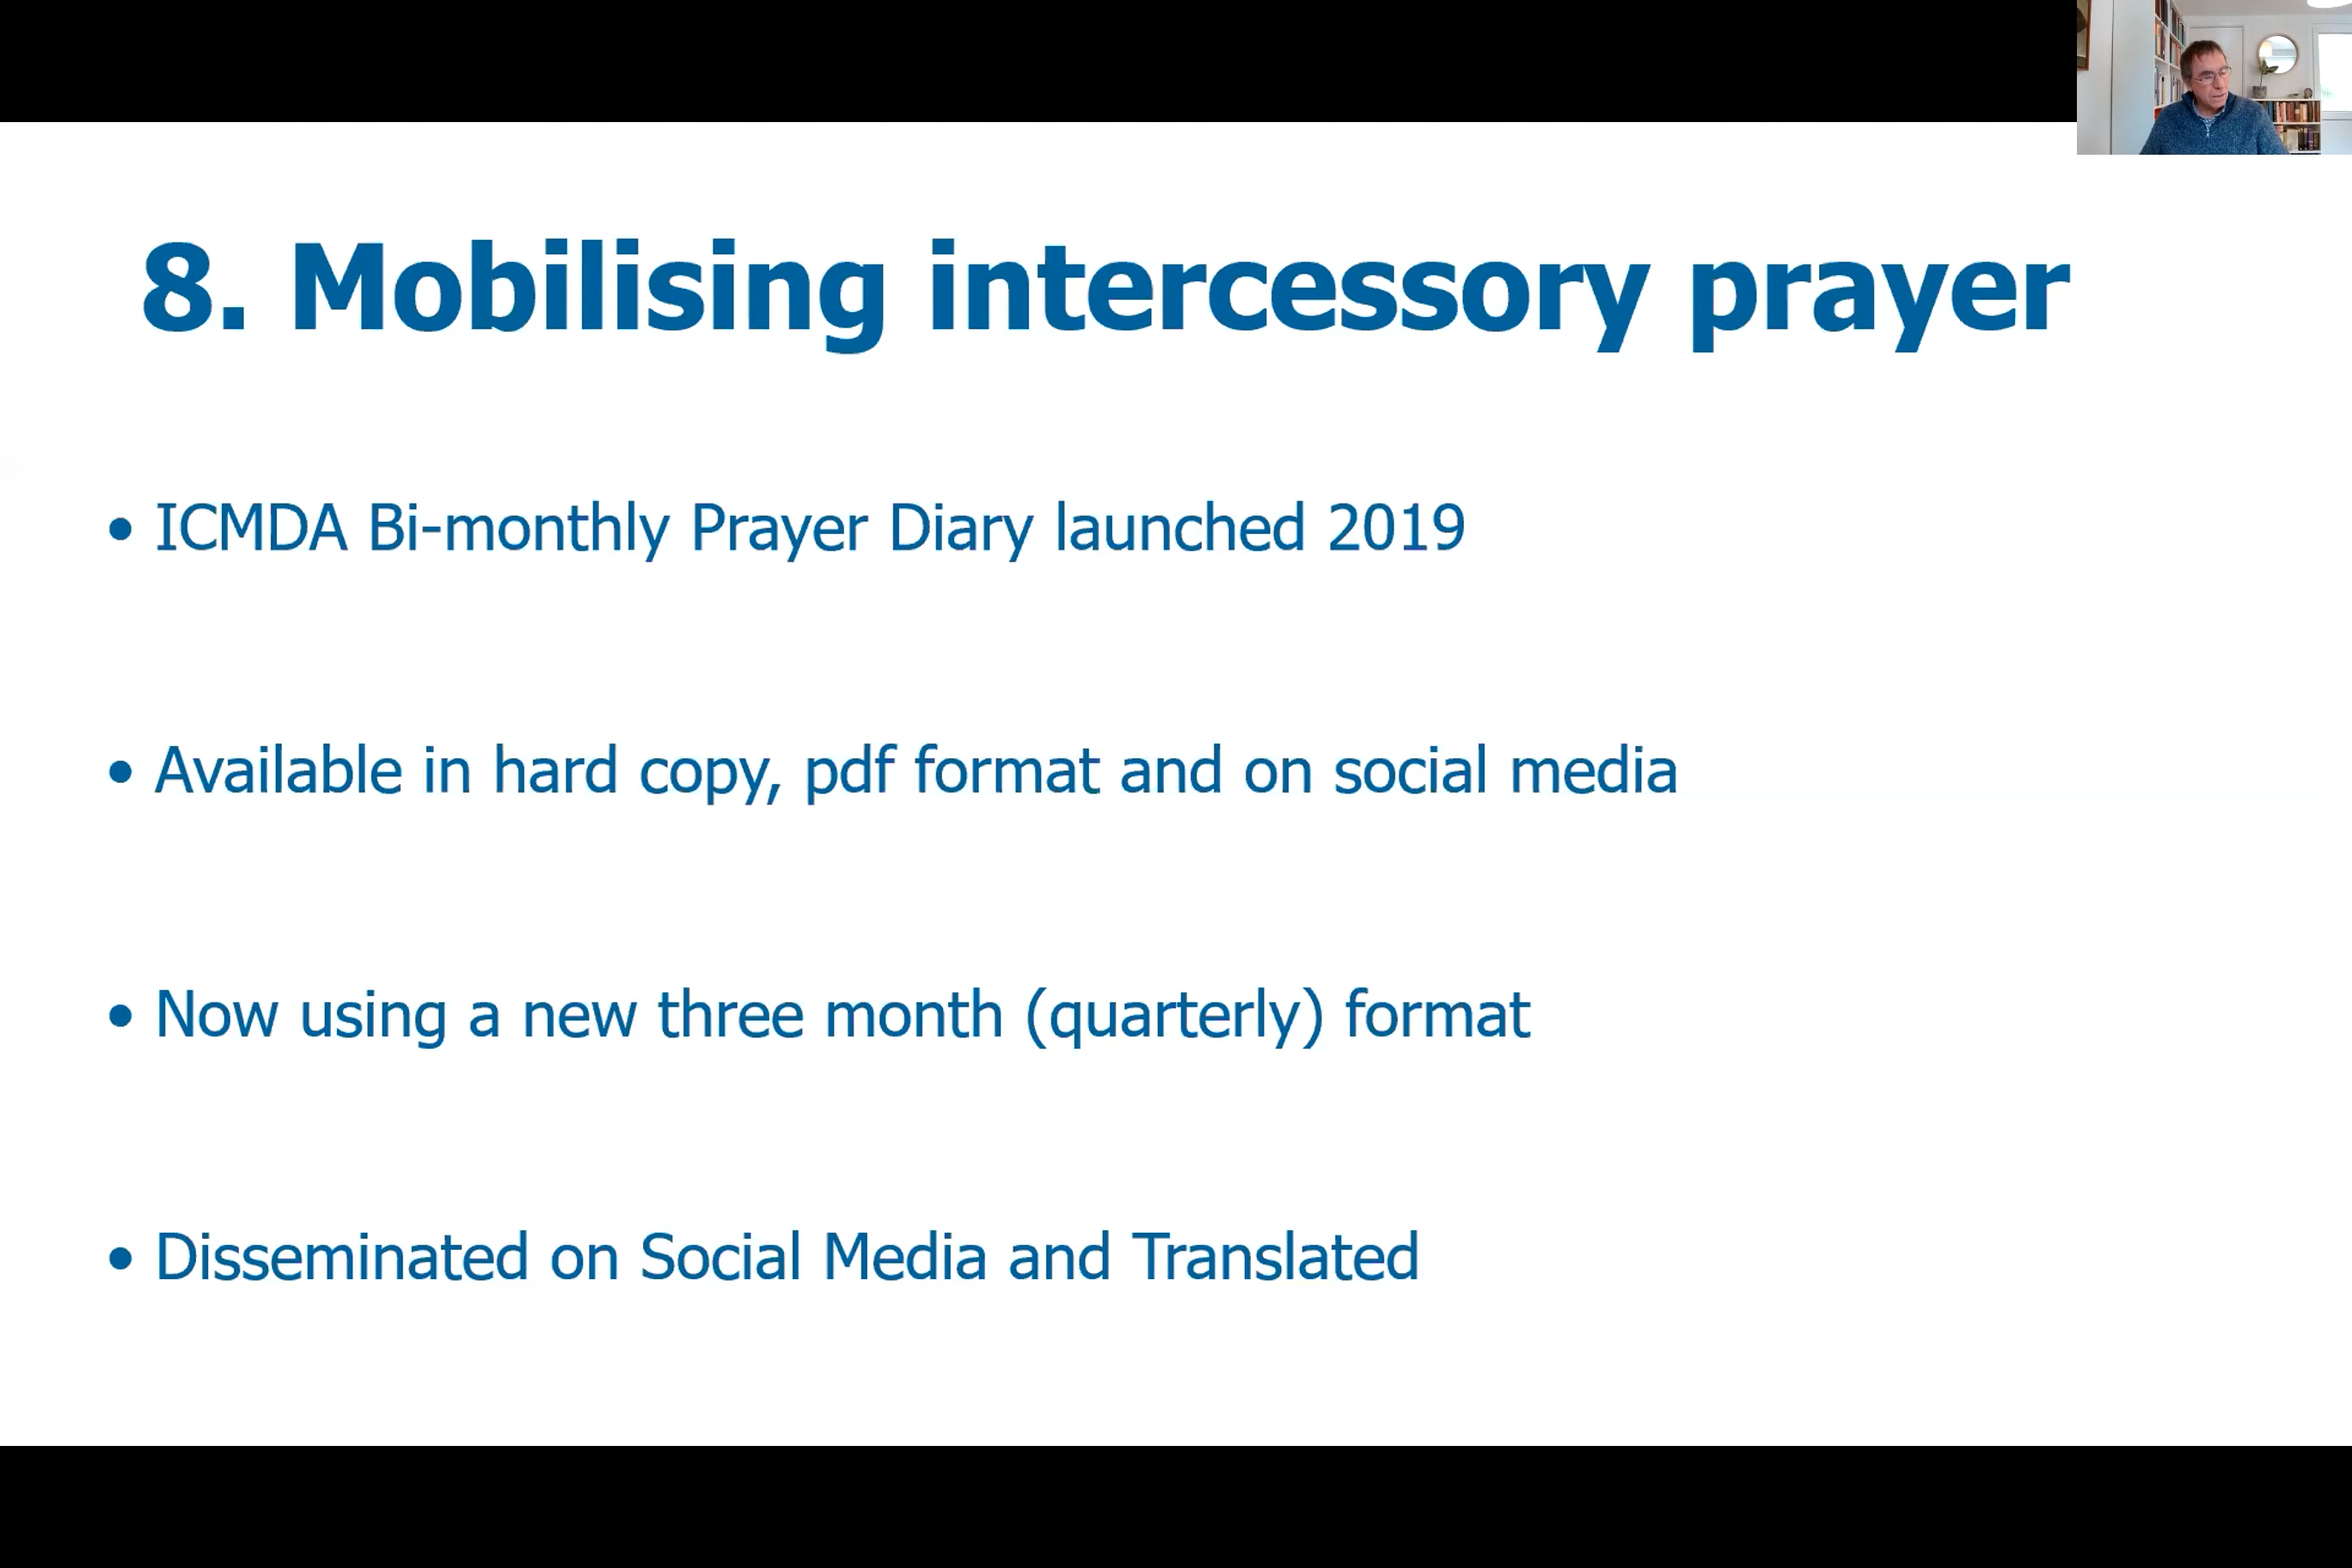 8. Mobilising intercessory prayer
• ICMDA Bi-monthly Prayer Diary launched 2019
• Available in hard copy, pdf format and on social media
• Now using a new three month (quarterly) format
• Disseminated on Social Media and Translated